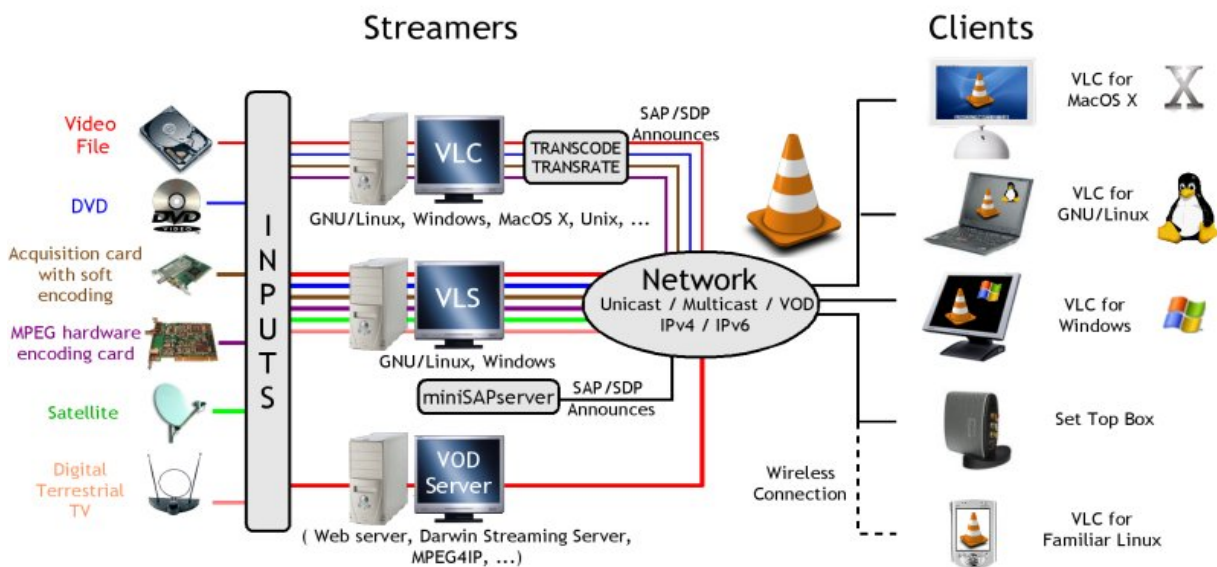 Streamers
Clients
Video
File
DVD
DVD
VIDEO
Acquisition card
with soft
encoding
MPEG hardware
encoding card
Satellite
Digital
Terrestrial
TV
INPUTS
VLC
TRANSCODE
TRANSRATE
SAP/SDP
Announces
GNU/Linux, Windows, MacOS X, Unix, ...
VLS
GNU/Linux, Windows
miniSAPserver
SAP/SDP
Announces
VOD
Server
( Web server, Darwin Streaming Server,
MPEG4IP, ...)
Network
Unicast / Multicast / VOD
IPv4 / IPv6
Wireless
Connection
VLC for
MacOS X
X
VLC for
GNU/Linux
VLC for
Windows
Set Top Box
VLC for
Familiar Linux